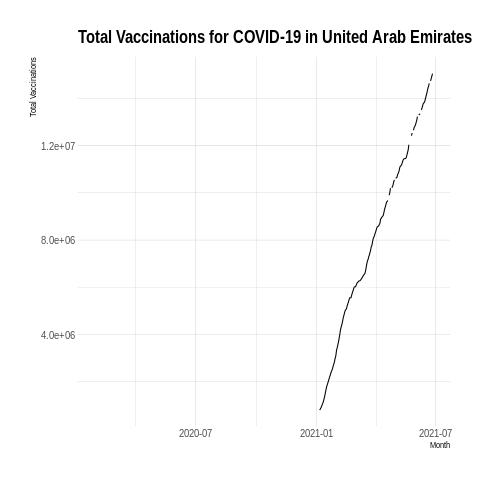 Total Vaccinations for COVID-19 in United Arab Emirates
Total Vaccinations
1.2e+07
8.0e+06
4.0e+06
2020-07
2021-01
2021-07
Month